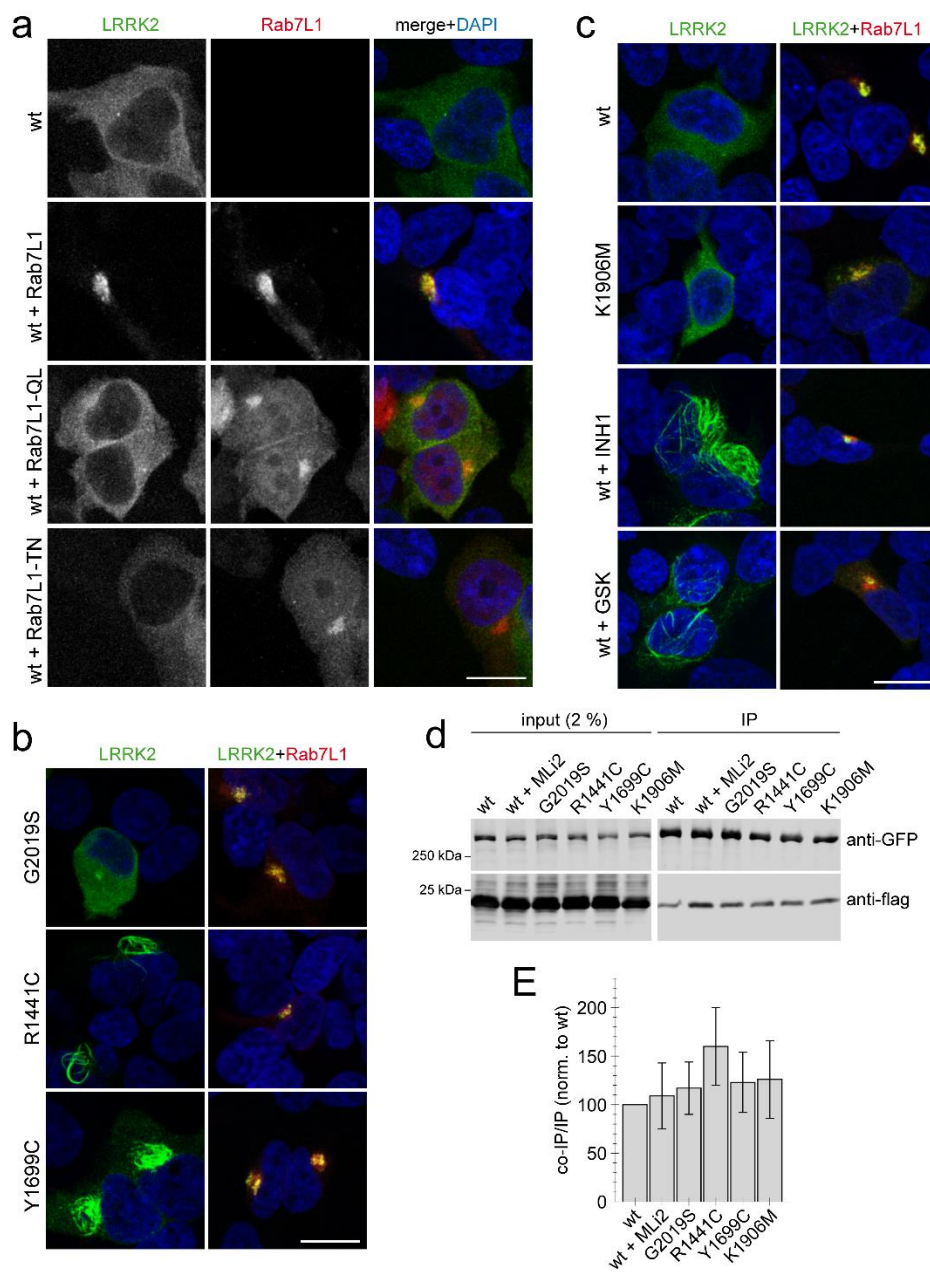 a
LRRK2 Rab7L1 merge+DAPI
wt
wt + Rab7L1
wt + Rab7L1-QL
wt + Rab7L1-TN
b
LRRK2 LRRK2+Rab7L1
G2019S
R1441C
Y1699C
c
LRRK2 LRRK2+Rab7L1
wt
K1906M
wt + INH1
wt + GSK
d
input (2 %) IP
wt wt + MLi2 G2019S R1441C Y1699C K1906M wt wt + MLi2 G2019S R1441C Y1699C K1906M
anti-GFP
250 kDa
25 kDa
anti-flag
E
co-IP/IP (norm. to wt)
200
150
100
50
0
wt wt + MLi2 G2019S R1441C Y1699C K1906M